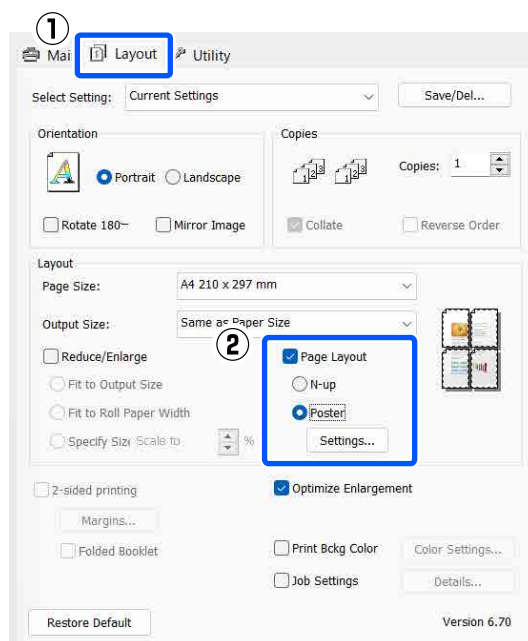 ①
Mai Layout Utility
Select Setting: Current Settings Save/Del...
Orientation Copies
Portrait Landscape Copies: 1
Rotate 180° Mirror Image Collate Reverse Order
Layout
Page Size: A4 210 x 297 mm
Output Size: Same as Paper Size
②
Reduce/Enlarge Page Layout
Fit to Output Size N-up
Fit to Roll Paper Width Poster
Specify Size Scale to % Settings...
2-sided printing Optimize Enlargement
Margins...
Folded Booklet Print Bckg Color Color Settings...
Job Settings Details...
Restore Default Version 6.70